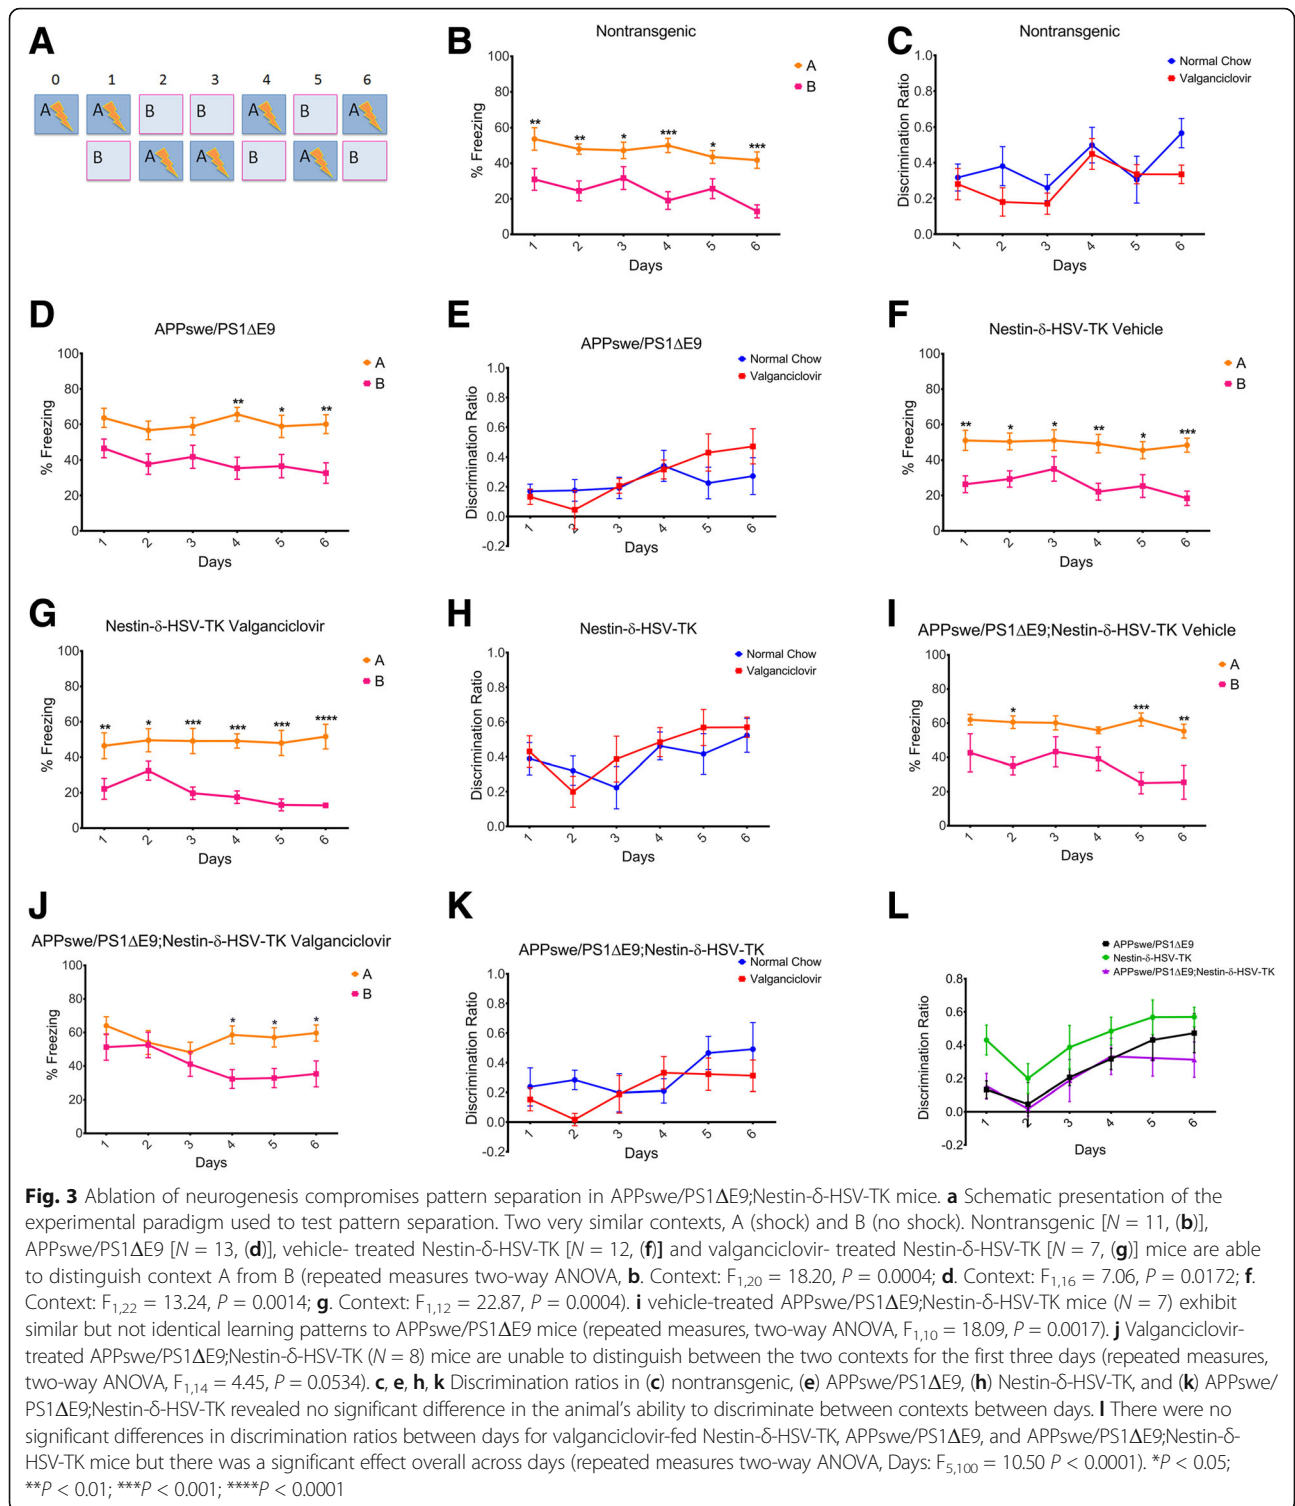 A
0 1 2 3 4 5 6
A A B B A B A
B A A B A B
B
Nontransgenic
A
B
% Freezing
100
80
60
40
20
0
** ** * *** * ***
1 2 3 4 5 6
Days
C
Nontransgenic
Normal Chow
Valganciclovir
Discrimination Ratio
1.0
0.8
0.6
0.4
0.2
0.0
1 2 3 4 5 6
Days
D
APPswe/PS1ΔE9
A
B
% Freezing
100
80
60
40
20
0
** * **
1 2 3 4 5 6
Days
E
APPswe/PS1ΔE9
Normal Chow
Valganciclovir
Discrimination Ratio
1.0
0.8
0.6
0.4
0.2
0.0
-0.2
1 2 3 4 5 6
Days
F
Nestin-δ-HSV-TK Vehicle
A
B
% Freezing
100
80
60
40
20
0
** * * ** * ***
1 2 3 4 5 6
Days
G
Nestin-δ-HSV-TK Valganciclovir
A
B
% Freezing
100
80
60
40
20
0
** * *** *** *** ****
1 2 3 4 5 6
Days
H
Nestin-δ-HSV-TK
Normal Chow
Valganciclovir
Discrimination Ratio
1.0
0.8
0.6
0.4
0.2
0.0
1 2 3 4 5 6
Days
I
APPswe/PS1ΔE9;Nestin-δ-HSV-TK Vehicle
A
B
% Freezing
100
80
60
40
20
0
* *** **
1 2 3 4 5 6
Days
J
APPswe/PS1ΔE9;Nestin-δ-HSV-TK Valganciclovir
A
B
% Freezing
100
80
60
40
20
0
* * *
1 2 3 4 5 6
Days
K
APPswe/PS1ΔE9;Nestin-δ-HSV-TK
Normal Chow
Valganciclovir
Discrimination Ratio
1.0
0.8
0.6
0.4
0.2
0.0
-0.2
1 2 3 4 5 6
Days
L
APPswe/PS1ΔE9
Nestin-δ-HSV-TK
APPswe/PS1ΔE9;Nestin-δ-HSV-TK
Discrimination Ratio
0.8
0.6
0.4
0.2
0.0
-0.2
1 2 3 4 5 6
Days
Fig. 3 Ablation of neurogenesis compromises pattern separation in APPswe/PS1ΔE9;Nestin-δ-HSV-TK mice. a Schematic presentation of the
experimental paradigm used to test pattern separation. Two very similar contexts, A (shock) and B (no shock). Nontransgenic [N = 11, (b)],
APPswe/PS1ΔE9 [N = 13, (d)], vehicle- treated Nestin-δ-HSV-TK [N = 12, (f)] and valganciclovir- treated Nestin-δ-HSV-TK [N = 7, (g)] mice are able
to distinguish context A from B (repeated measures two-way ANOVA, b. Context: F1,20 = 18.20, P = 0.0004; d. Context: F1,16 = 7.06, P = 0.0172; f.
Context: F1,22 = 13.24, P = 0.0014; g. Context: F1,12 = 22.87, P = 0.0004). i vehicle-treated APPswe/PS1ΔE9;Nestin-δ-HSV-TK mice (N = 7) exhibit
similar but not identical learning patterns to APPswe/PS1ΔE9 mice (repeated measures, two-way ANOVA, F1,10 = 18.09, P = 0.0017). j Valganciclovir-
treated APPswe/PS1ΔE9;Nestin-δ-HSV-TK (N = 8) mice are unable to distinguish between the two contexts for the first three days (repeated measures,
two-way ANOVA, F1,14 = 4.45, P = 0.0534). c, e, h, k Discrimination ratios in (c) nontransgenic, (e) APPswe/PS1ΔE9, (h) Nestin-δ-HSV-TK, and (k) APPswe/
PS1ΔE9;Nestin-δ-HSV-TK revealed no significant difference in the animal's ability to discriminate between contexts between days. l There were no
significant differences in discrimination ratios between days for valganciclovir-fed Nestin-δ-HSV-TK, APPswe/PS1ΔE9, and APPswe/PS1ΔE9;Nestin-δ-
HSV-TK mice but there was a significant effect overall across days (repeated measures two-way ANOVA, Days: F5,100 = 10.50 P < 0.0001). *P < 0.05;
**P < 0.01; ***P < 0.001; ****P < 0.0001